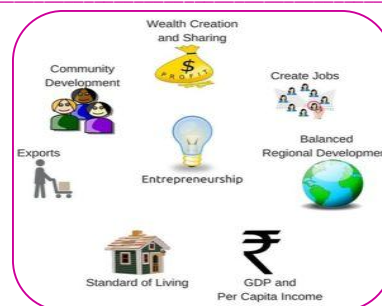 Wealth Creation
and Sharing
$
PROFIT
Community
Development
Create Jobs
Exports
Entrepreneurship
Balanced
Regional Developmen
Standard of Living
₹
GDP and
Per Capita Income